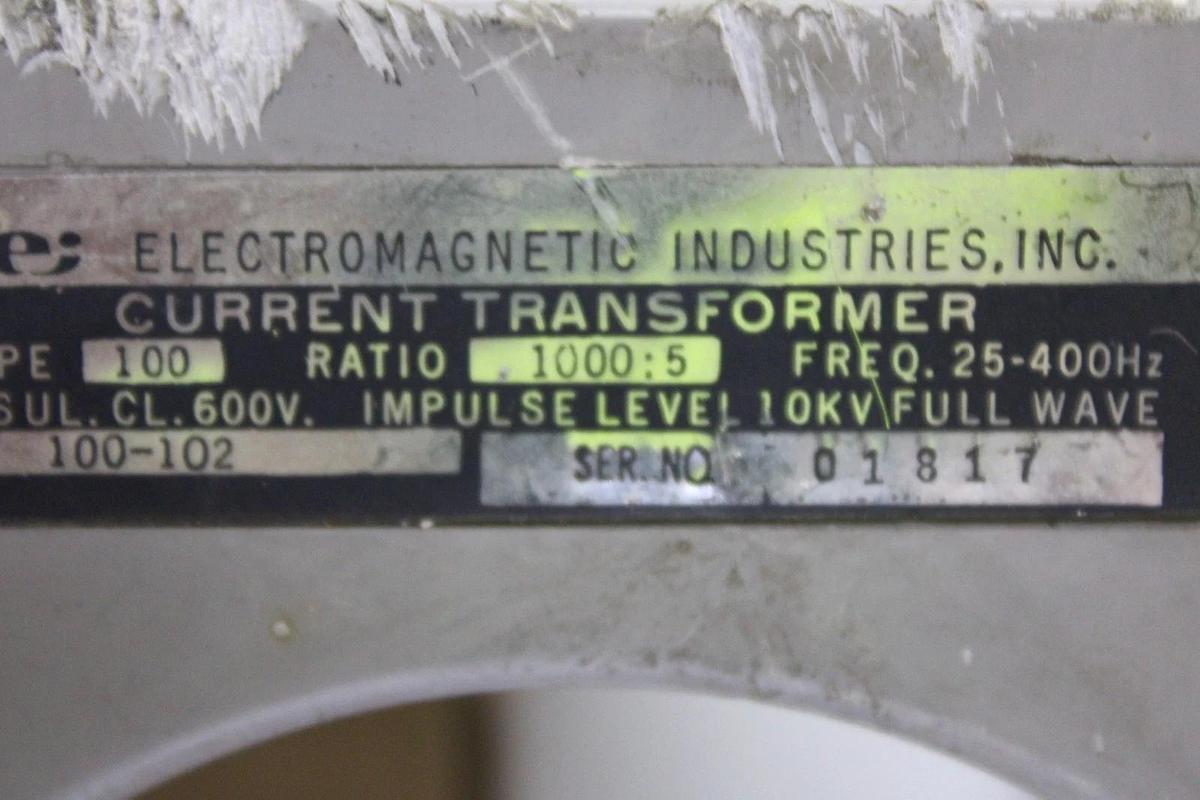 e: ELECTROMAGNETIC INDUSTRIES, INC.
CURRENT TRANSFORMER
PE 100 RATIO 1000:5 FREQ. 25-400Hz
SUL. CL. 600V. IMPULSE LEVEL 10KV FULL WAVE
100-102 SER. NO. 01817